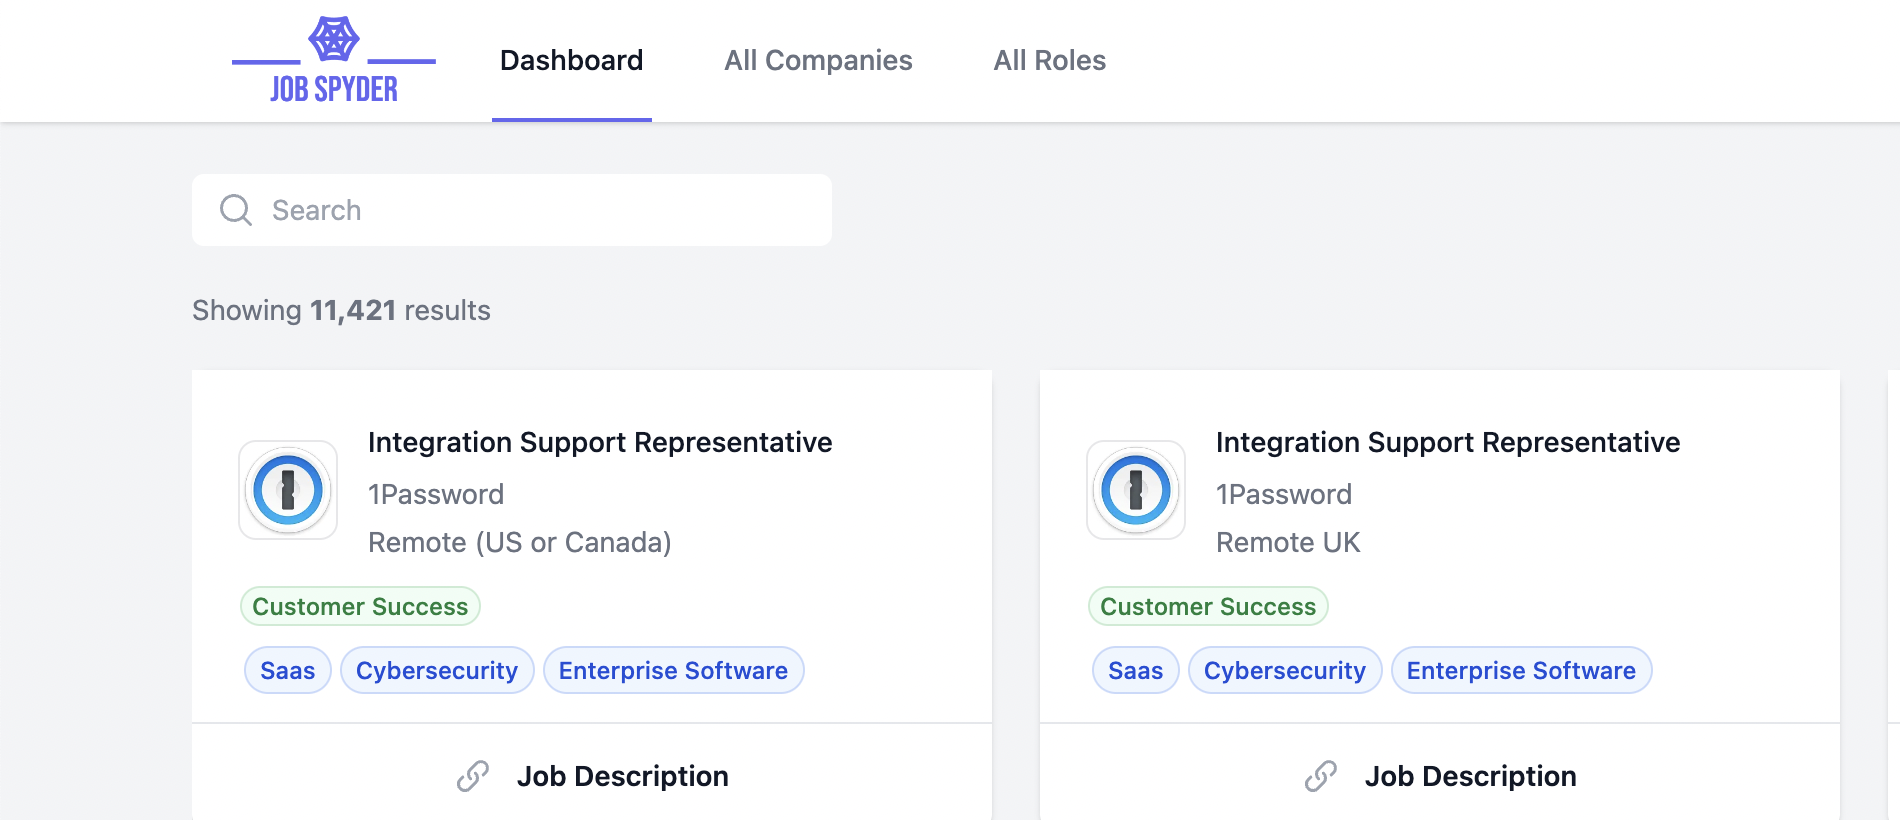 JOB SPYDER
Dashboard
All Companies
All Roles
Search
Showing 11,421 results
Integration Support Representative
1Password
Remote (US or Canada)
Customer Success
Saas
Cybersecurity
Enterprise Software
Job Description
Integration Support Representative
1Password
Remote UK
Customer Success
Saas
Cybersecurity
Enterprise Software
Job Description